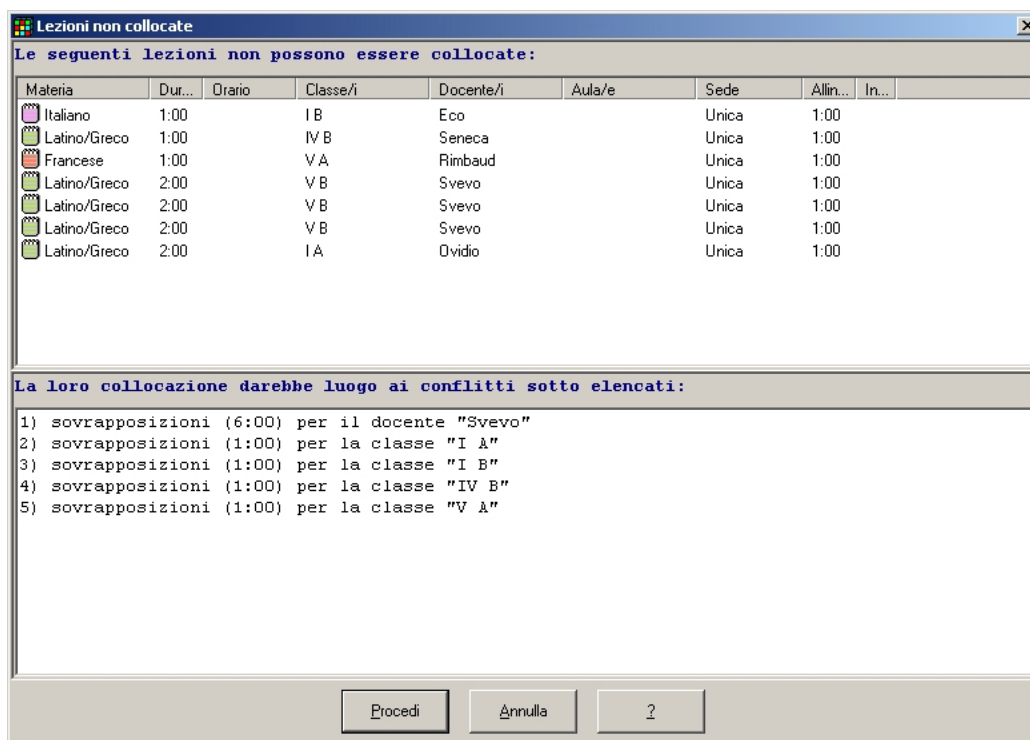 Lezioni non collocate
Le seguenti lezioni non possono essere collocate:
Materia Dur... Orario Classe/i Docente/i Aula/e Sede Allin... In...
Italiano 1:00 I B Eco Unica 1:00
Latino/Greco 1:00 IV B Seneca Unica 1:00
Francese 1:00 V A Rimbaud Unica 1:00
Latino/Greco 2:00 V B Svevo Unica 1:00
Latino/Greco 2:00 V B Svevo Unica 1:00
Latino/Greco 2:00 V B Svevo Unica 1:00
Latino/Greco 2:00 I A Ovidio Unica 1:00
La loro collocazione darebbe luogo ai conflitti sotto elencati:
1) sovrapposizioni (6:00) per il docente "Svevo"
2) sovrapposizioni (1:00) per la classe "I A"
3) sovrapposizioni (1:00) per la classe "I B"
4) sovrapposizioni (1:00) per la classe "IV B"
5) sovrapposizioni (1:00) per la classe "V A"
Procedi Annulla ?